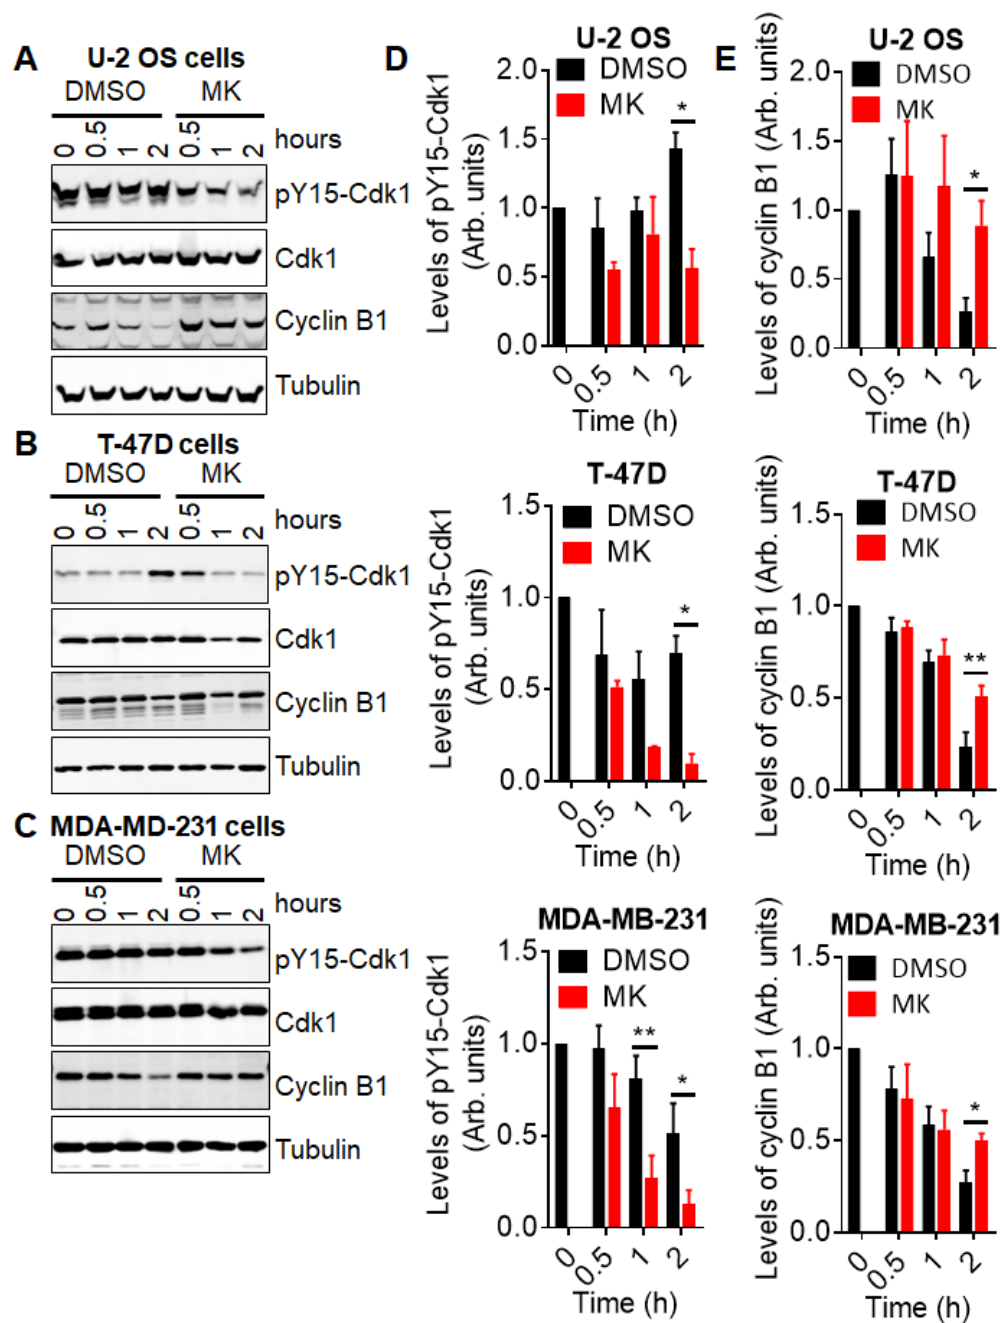 A
U-2 OS cells
DMSO MK
0 0.5 1 2 0.5 1 2 hours
pY15-Cdk1
Cdk1
Cyclin B1
Tubulin
B
T-47D cells
DMSO MK
0 0.5 1 2 0.5 1 2 hours
pY15-Cdk1
Cdk1
Cyclin B1
Tubulin
C MDA-MD-231 cells
DMSO MK
0 0.5 1 2 0.5 1 2 hours
pY15-Cdk1
Cdk1
Cyclin B1
Tubulin
D
U-2 OS
DMSO
MK
*
Levels of pY15-Cdk1
(Arb. units)
2.0
1.5
1.0
0.5
0.0
0 0.5 1 2
Time (h)
T-47D
DMSO
MK
*
Levels of pY15-Cdk1
(Arb. units)
1.5
1.0
0.5
0.0
0 0.5 1 2
Time (h)
MDA-MB-231
DMSO
MK
**
*
Levels of pY15-Cdk1
(Arb. units)
1.5
1.0
0.5
0.0
0 0.5 1 2
Time (h)
E
U-2 OS
DMSO
MK
*
Levels of cyclin B1 (Arb. units)
2.0
1.5
1.0
0.5
0.0
0 0.5 1 2
Time (h)
T-47D
DMSO
MK
**
Levels of cyclin B1 (Arb. units)
1.5
1.0
0.5
0.0
0 0.5 1 2
Time (h)
MDA-MB-231
DMSO
MK
*
Levels of cyclin B1 (Arb. units)
1.5
1.0
0.5
0.0
0 0.5 1 2
Time (h)